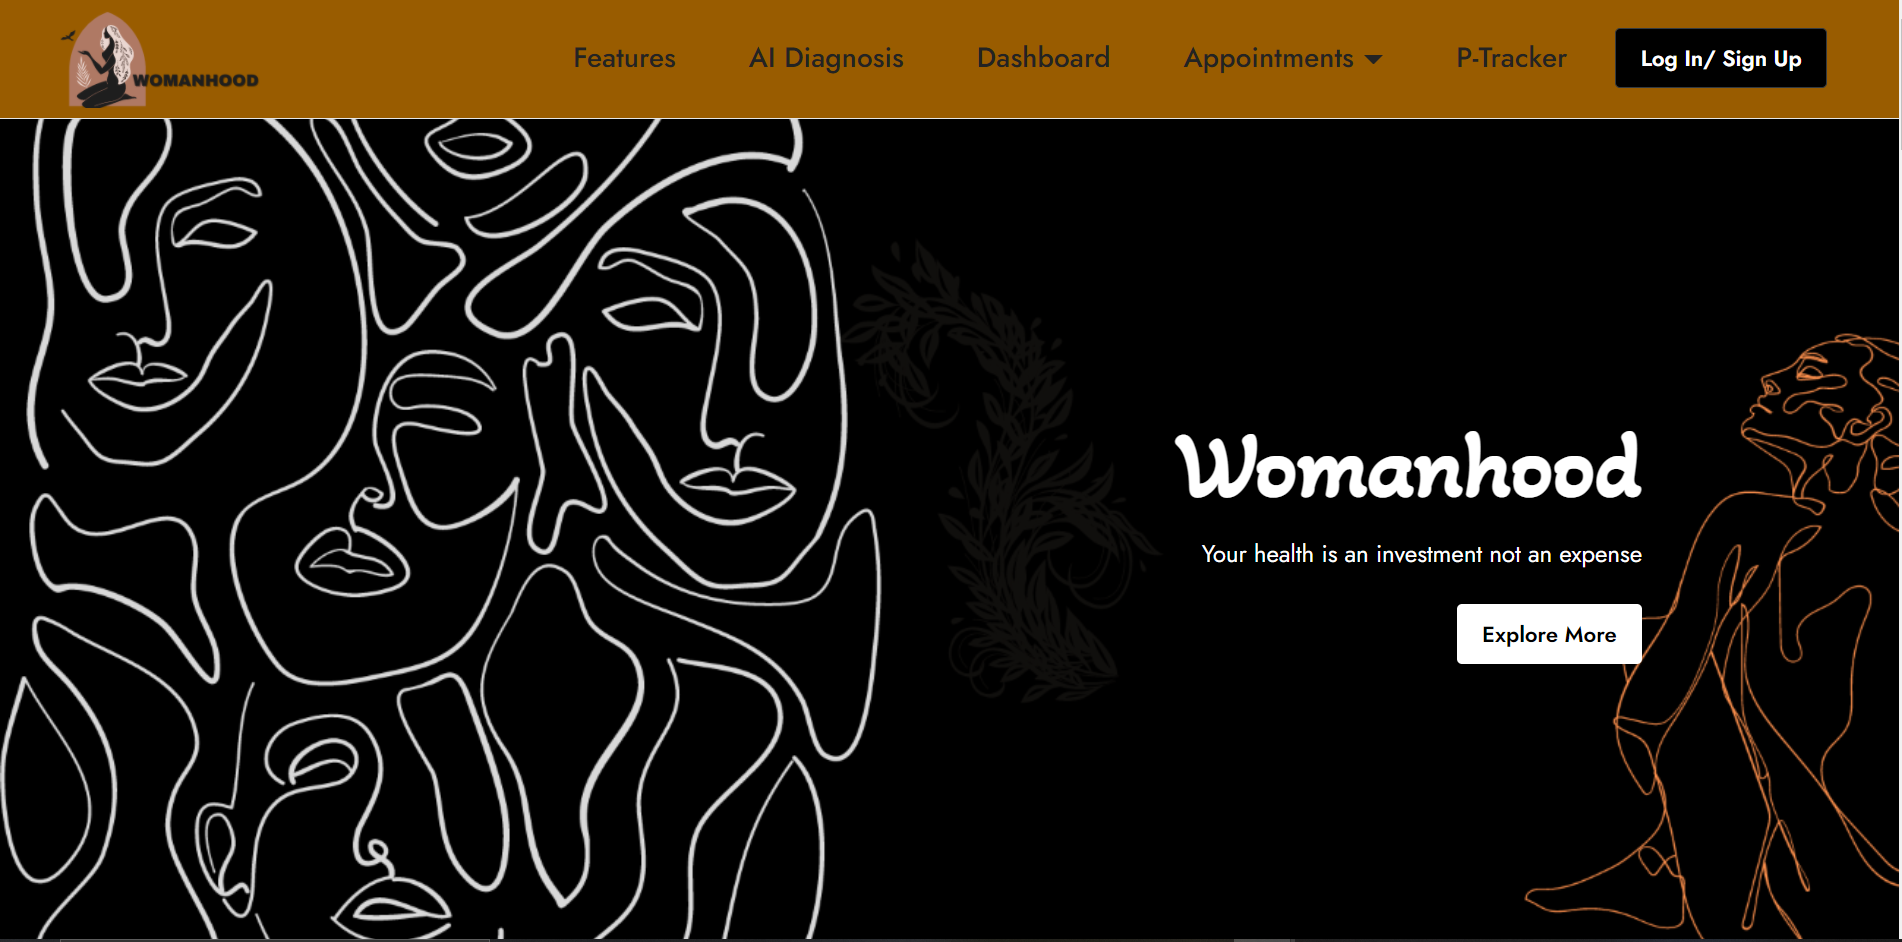 WOMANHOOD
Features
AI Diagnosis
Dashboard
Appointments
P-Tracker
Log In/ Sign Up
Womanhood
Your health is an investment not an expense
Explore More